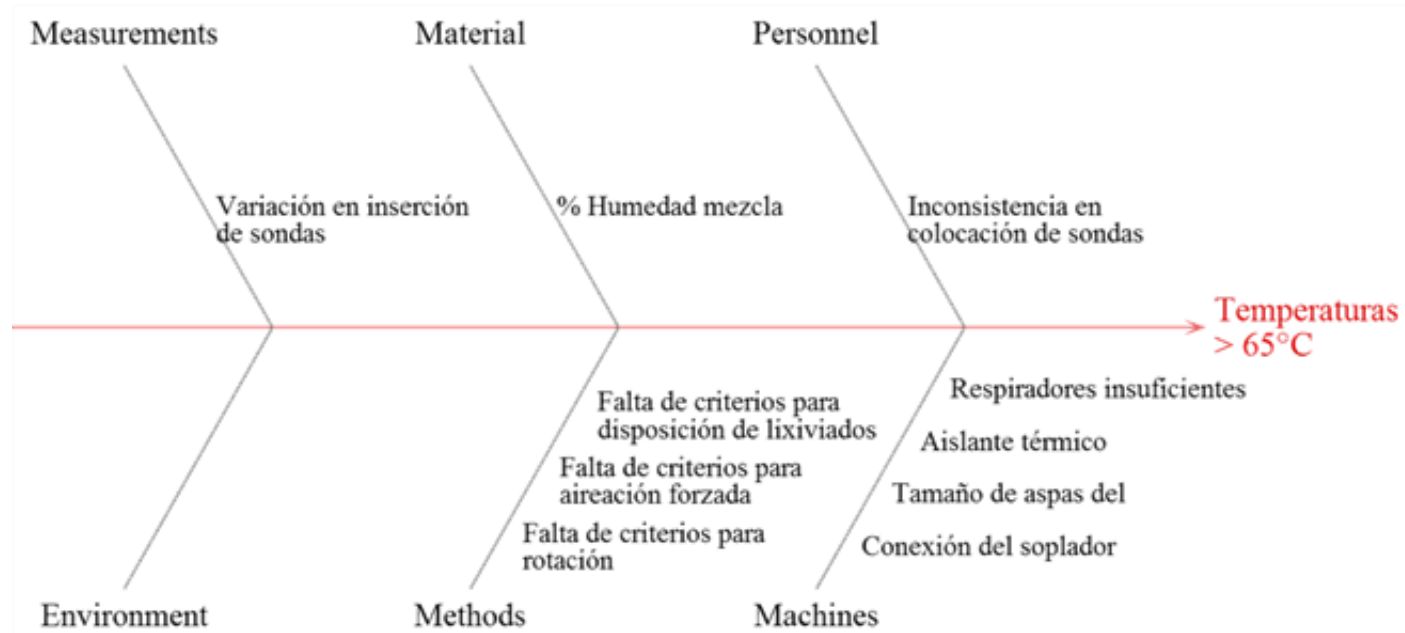 Measurements
Material
Personnel
Variación en inserción
de sondas
% Humedad mezcla
Inconsistencia en
colocación de sondas
Temperaturas
> 65°C
Respiradores insuficientes
Falta de criterios para
disposición de lixiviados
Aislante térmico
Falta de criterios para
aireación forzada
Tamaño de aspas del
Falta de criterios para
rotación
Conexión del soplador
Environment
Methods
Machines